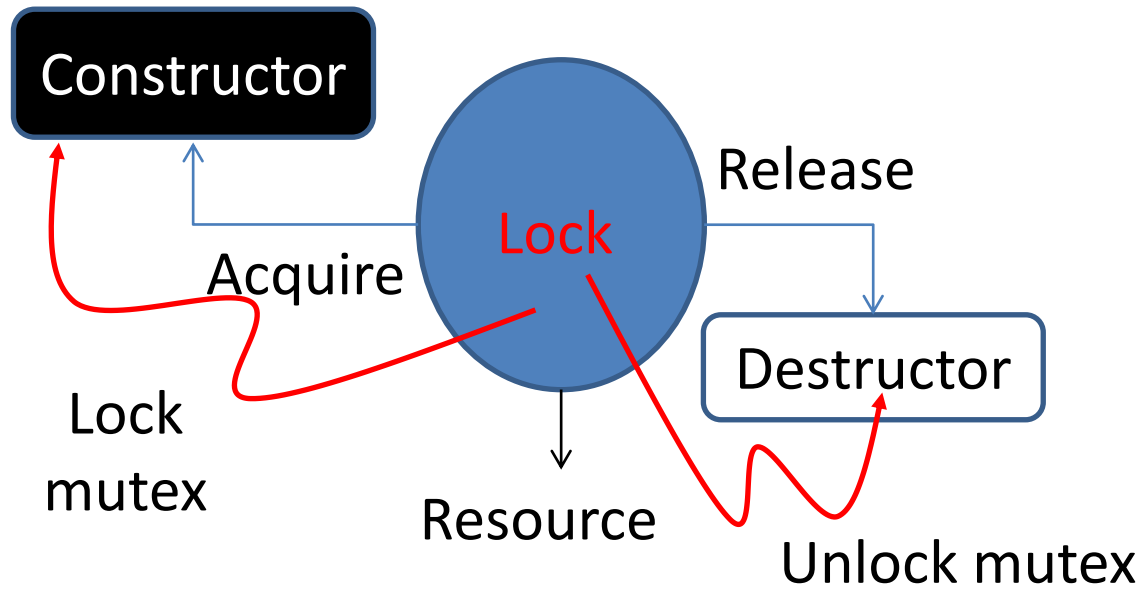 Constructor
Release
Lock
Acquire
Destructor
Lock
mutex
Resource
Unlock mutex